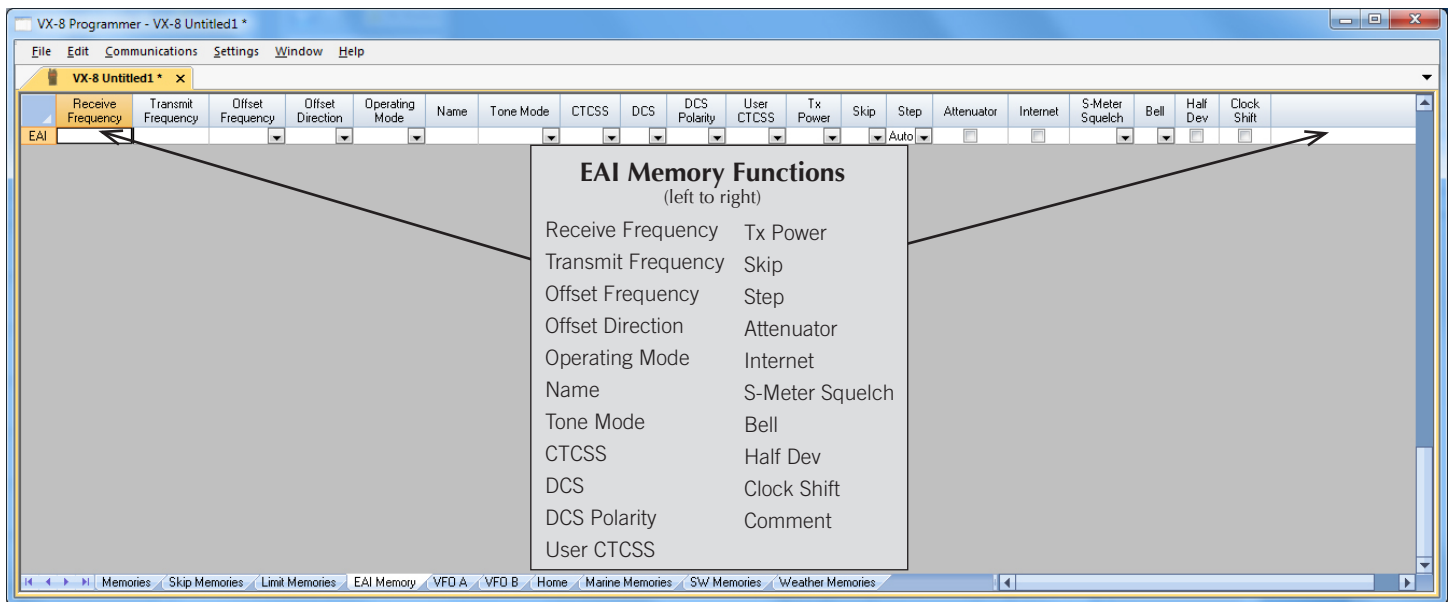 VX-8 Programmer - VX-8 Untitled1 *
File Edit Communications Settings Window Help
VX-8 Untitled1 * X
Receive Frequency Transmit Frequency Offset Frequency Offset Direction Operating Mode Name Tone Mode CTCSS DCS DCS Polarity User CTCSS Tx Power Skip Step Attenuator Internet S-Meter Squelch Bell Half Dev Clock Shift
EAI Auto
EAI Memory Functions
(left to right)
Receive Frequency
Transmit Frequency
Offset Frequency
Offset Direction
Operating Mode
Name
Tone Mode
CTCSS
DCS
DCS Polarity
User CTCSS
Tx Power
Skip
Step
Attenuator
Internet
S-Meter Squelch
Bell
Half Dev
Clock Shift
Comment
Memories Skip Memories Limit Memories EAI Memory VFO A VFO B Home Marine Memories SW Memories Weather Memories